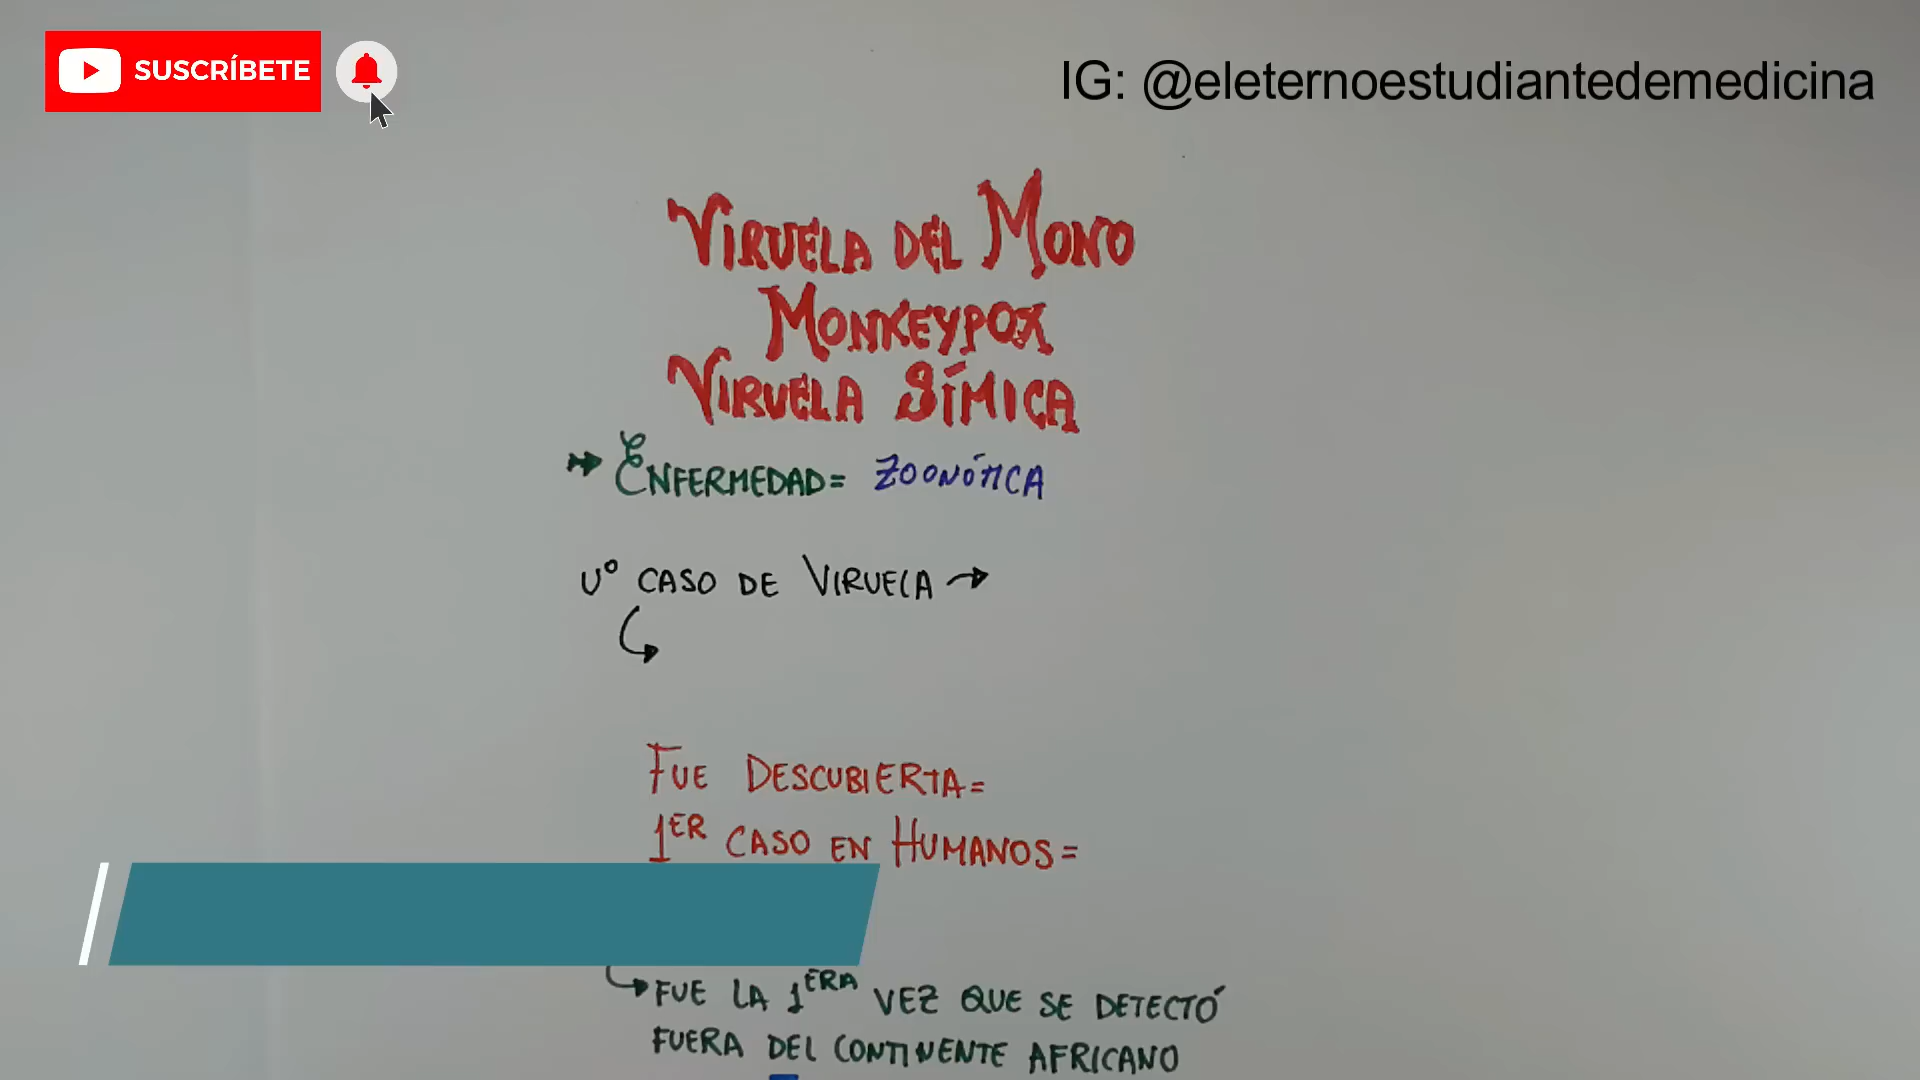 SUSCRÍBETE
IG: @eleternoestudiantedemedicina
VIRUELA DEL MONO
MONKEYPOX
VIRUELA SÍMICA
ENFERMEDAD= ZOONÓTICA
Uº CASO DE VIRUELA →
FUE DESCUBIERTA=
1ER CASO EN HUMANOS=
FUE LA 1ERA VEZ QUE SE DETECTÓ
FUERA DEL CONTINENTE AFRICANO